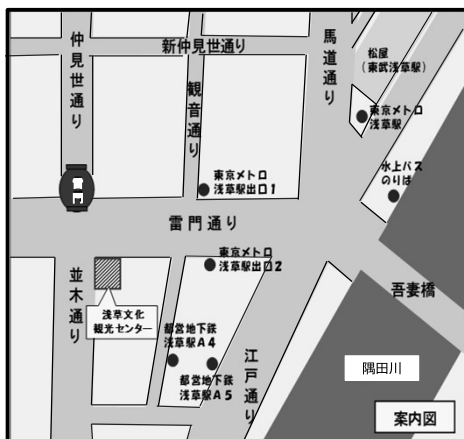 仲見世通り
新仲見世通り
観音通り
馬道通り
松屋
(東武浅草駅)
東京メトロ
浅草駅
東京メトロ
浅草駅出口1
水上バス
のりば
雷門通り
東京メトロ
浅草駅出口2
並木通り
浅草文化
観光センター
都営地下鉄
浅草駅A4
都営地下鉄
浅草駅A5
江戸通り
吾妻橋
隅田川
案内図